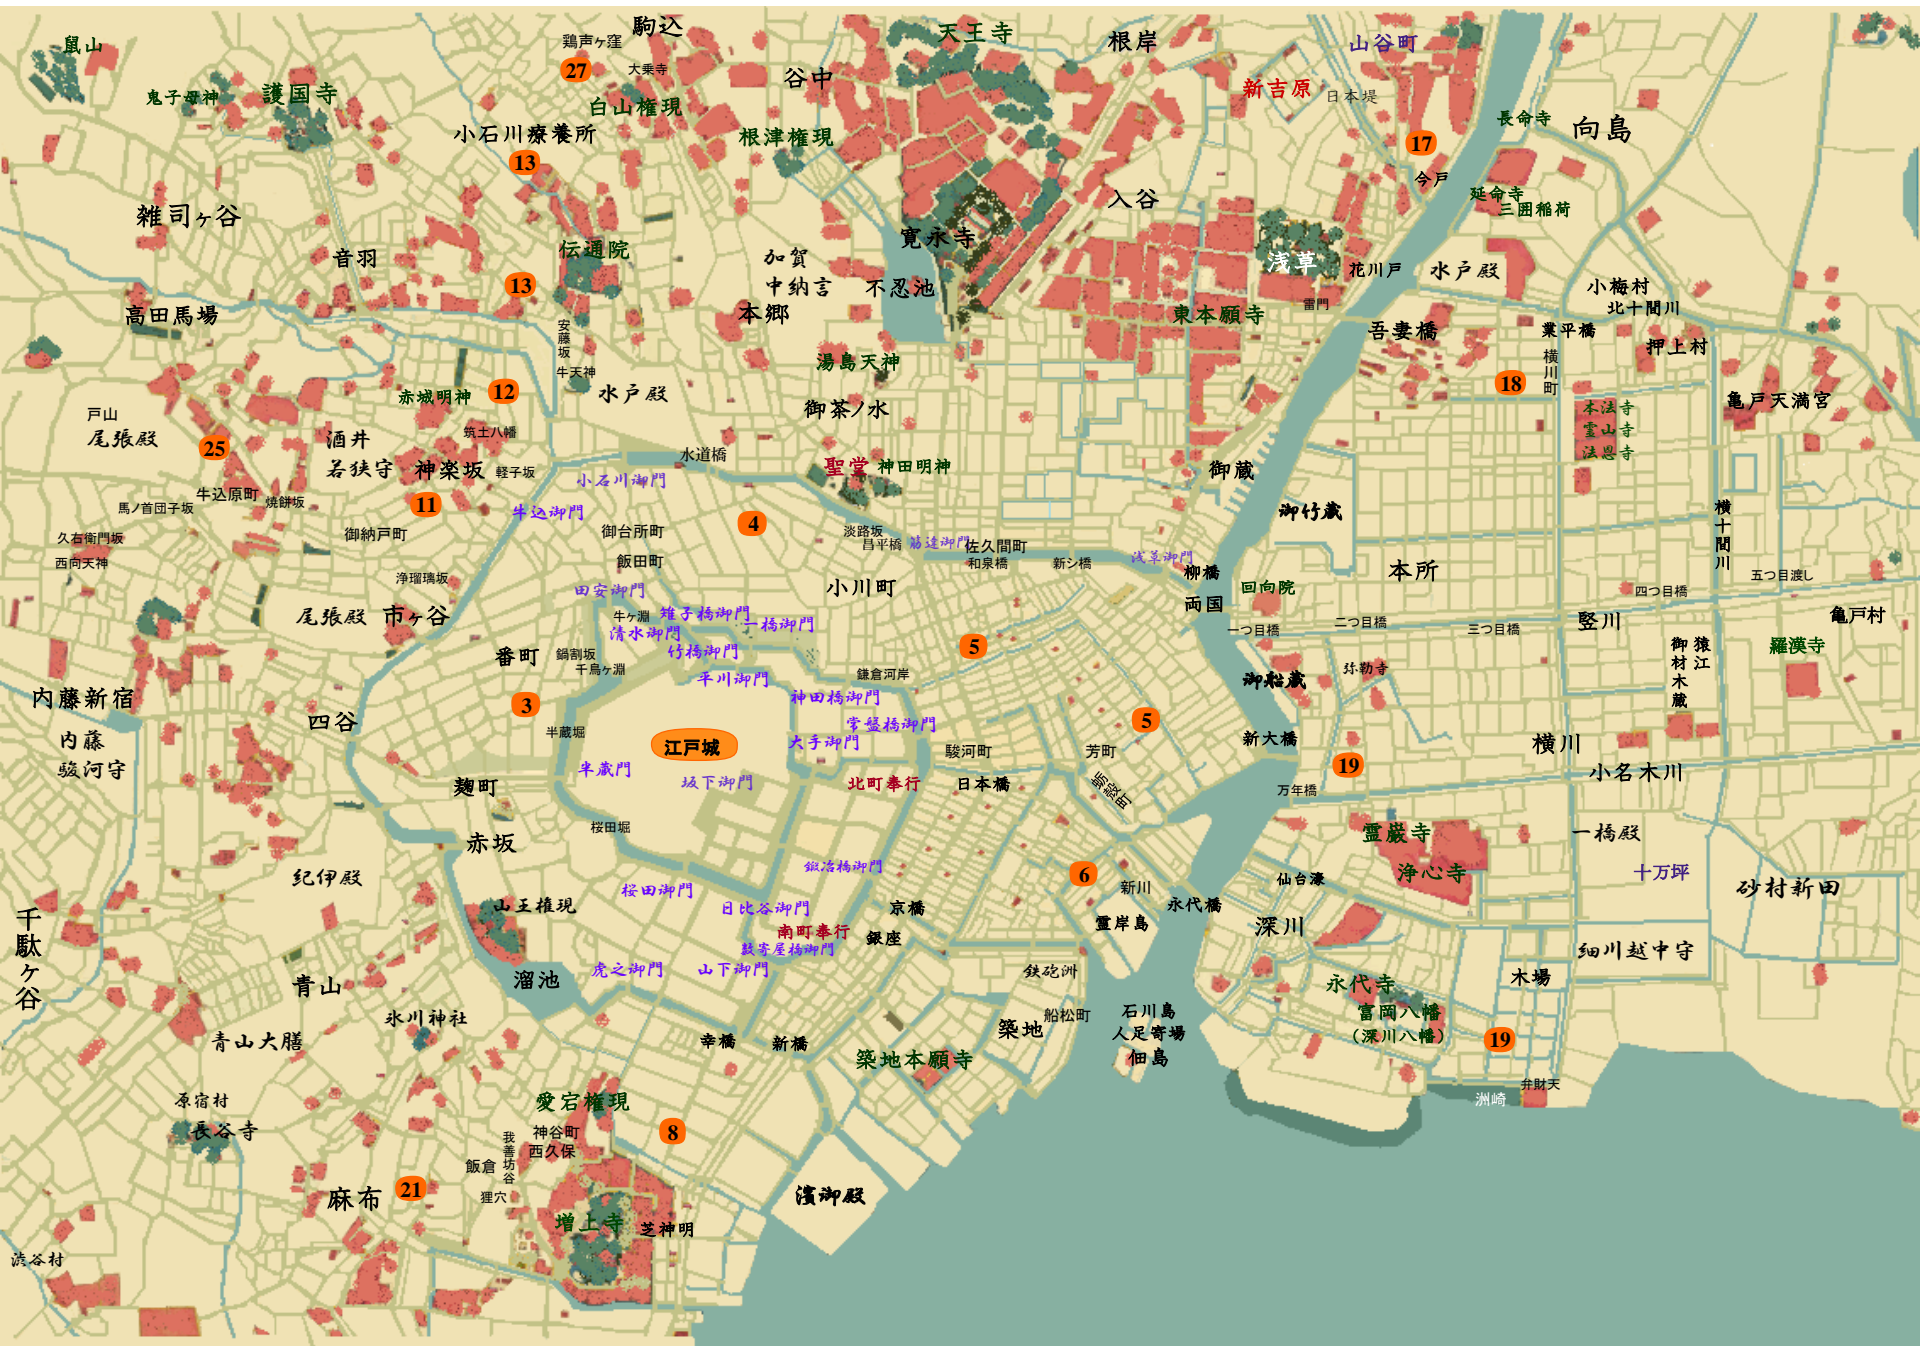 駒込
天王寺
根岸
山谷町
鼠山
鶏声ヶ窪
27
大乗寺
谷中
鬼子母神
護国寺
白山権現
新吉原
日本堤
小石川療養所
根津権現
長命寺
向島
13
17
今戸
延命寺
三囲稲荷
雑司ヶ谷
入谷
音羽
伝通院
加賀
中納言
寛永寺
浅草
花川戸
水戸殿
13
不忍池
小梅村
北十間川
高田馬場
本郷
東本願寺
雷門
吾妻橋
業平橋
押上村
安藤坂
牛天神
湯島天神
横川町
赤城明神
12
水戸殿
18
亀戸天満宮
戸山
尾張殿
御茶ノ水
本法寺
霊山寺
法恩寺
25
酒井
若狭守
筑土八幡
神楽坂
軽子坂
水道橋
小石川御門
聖堂
神田明神
御蔵
牛込原町
馬ノ首団子坂
焼餅坂
11
牛込御門
御竹蔵
横十間川
久右衛門坂
西向天神
御納戸町
御台所町
4
淡路坂
昌平橋
筋違御門
佐久間町
和泉橋
新シ橋
浅草御門
柳橋
飯田町
浄瑠璃坂
田安御門
小川町
両国
回向院
本所
五つ目渡し
四つ目橋
尾張殿
市ヶ谷
牛ヶ淵
雉子橋御門
一橋御門
清水御門
竹橋御門
一つ目橋
二つ目橋
三つ目橋
竪川
亀戸村
番町
鍋割坂
千鳥ヶ淵
平川御門
5
鎌倉河岸
御船蔵
弥勒寺
猿江
御材木蔵
羅漢寺
内藤新宿
内藤
駿河守
四谷
3
半蔵堀
神田橋御門
常盤橋御門
大手御門
江戸城
5
駿河町
芳町
新大橋
横川
半蔵門
坂下御門
北町奉行
日本橋
蛎殻町
19
小名木川
麹町
万年橋
桜田堀
赤坂
霊巌寺
一橋殿
鍛冶橋御門
6
新川
浄心寺
十万坪
砂村新田
紀伊殿
桜田御門
日比谷御門
仙台濠
千駄ヶ谷
山王権現
京橋
永代橋
霊岸島
深川
南町奉行
銀座
数寄屋橋御門
細川越中守
虎之御門
山下御門
鉄砲洲
木場
青山
溜池
永代寺
富岡八幡
(深川八幡)
氷川神社
船松町
石川島
人足寄場
佃島
青山大膳
幸橋
新橋
築地
築地本願寺
19
弁財天
洲崎
原宿村
長谷寺
愛宕権現
神谷町
西久保
8
我善坊谷
飯倉
狸穴
麻布
21
濱御殿
増上寺
芝神明
渋谷村